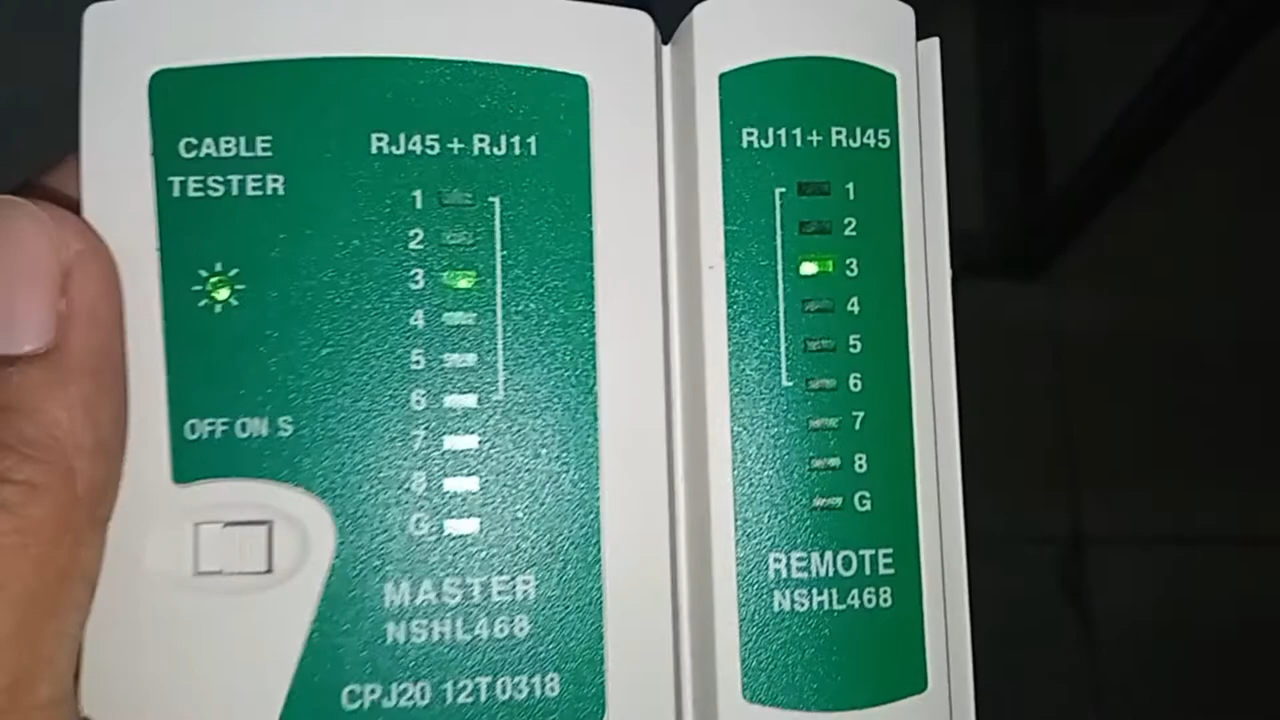 CABLE
TESTER
OFF ON S
RJ45 + RJ11
1
2
3
4
5
6
7
8
G
MASTER
NSHL468
CPJ20 12T0318
RJ11+ RJ45
1
2
3
4
5
6
7
8
G
REMOTE
NSHL468